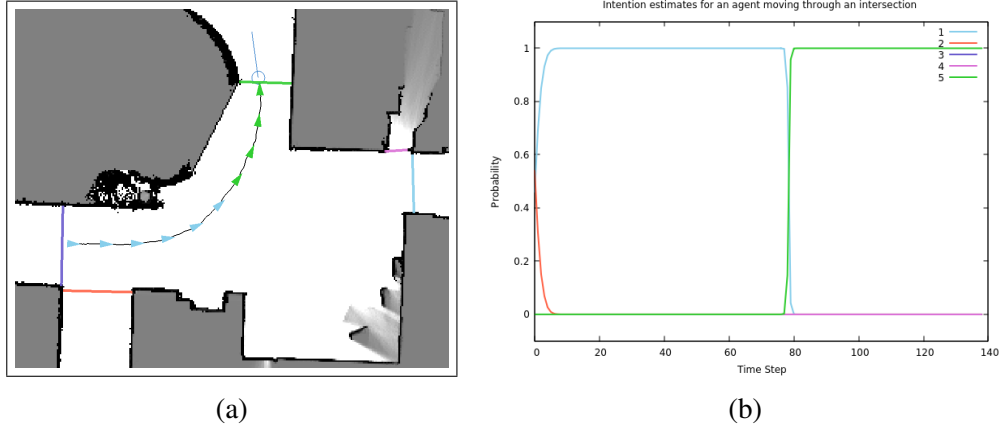 Intention estimates for an agent moving through an intersection
1
2
3
4
5
1
0.8
0.6
0.4
0.2
0
Probability
0 20 40 60 80 100 120 140
Time Step
(a) (b)